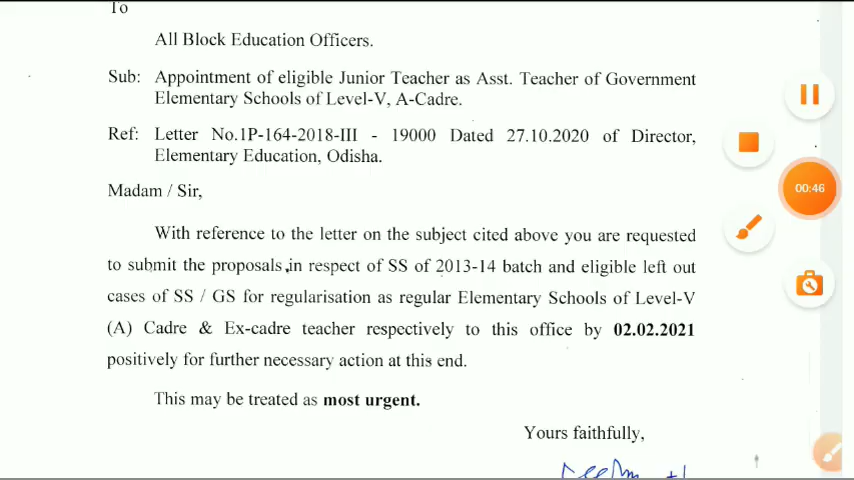 To
All Block Education Officers.
Sub: Appointment of eligible Junior Teacher as Asst. Teacher of Government
Elementary Schools of Level-V, A-Cadre.
Ref: Letter No.1P-164-2018-III - 19000 Dated 27.10.2020 of Director,
Elementary Education, Odisha.
Madam / Sir,
With reference to the letter on the subject cited above you are requested
to submit the proposals in respect of SS of 2013-14 batch and eligible left out
cases of SS / GS for regularisation as regular Elementary Schools of Level-V
(A) Cadre & Ex-cadre teacher respectively to this office by 02.02.2021
positively for further necessary action at this end.
This may be treated as most urgent.
Yours faithfully,
00:46